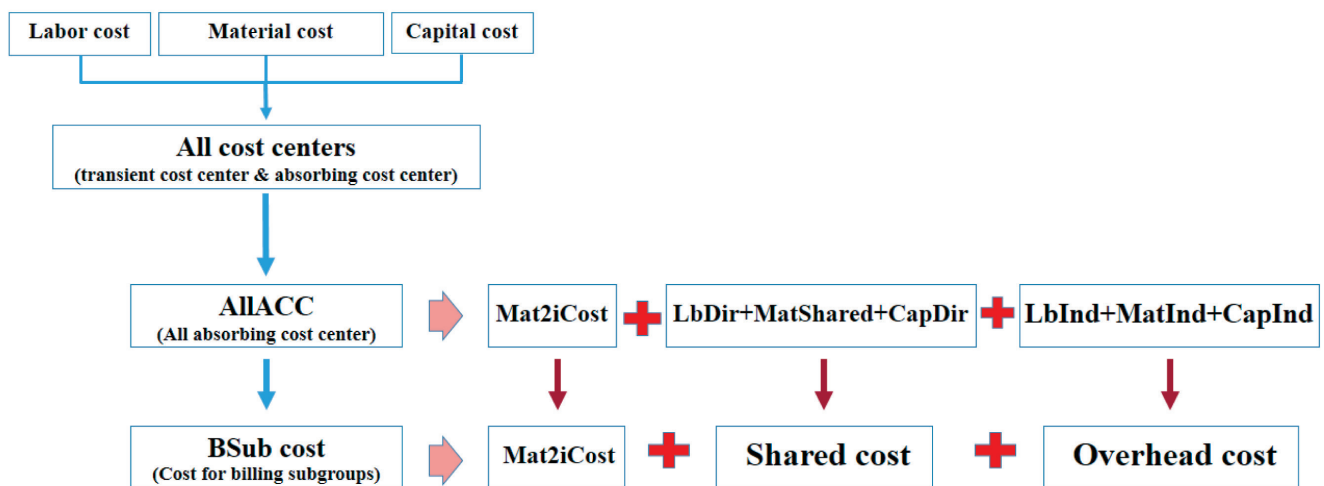 Labor cost
Material cost
Capital cost
All cost centers
(transient cost center & absorbing cost center)
AllACC
(All absorbing cost center)
Mat2iCost
LbDir+MatShared+CapDir
LbInd+MatInd+CapInd
BSub cost
(Cost for billing subgroups)
Mat2iCost
Shared cost
Overhead cost